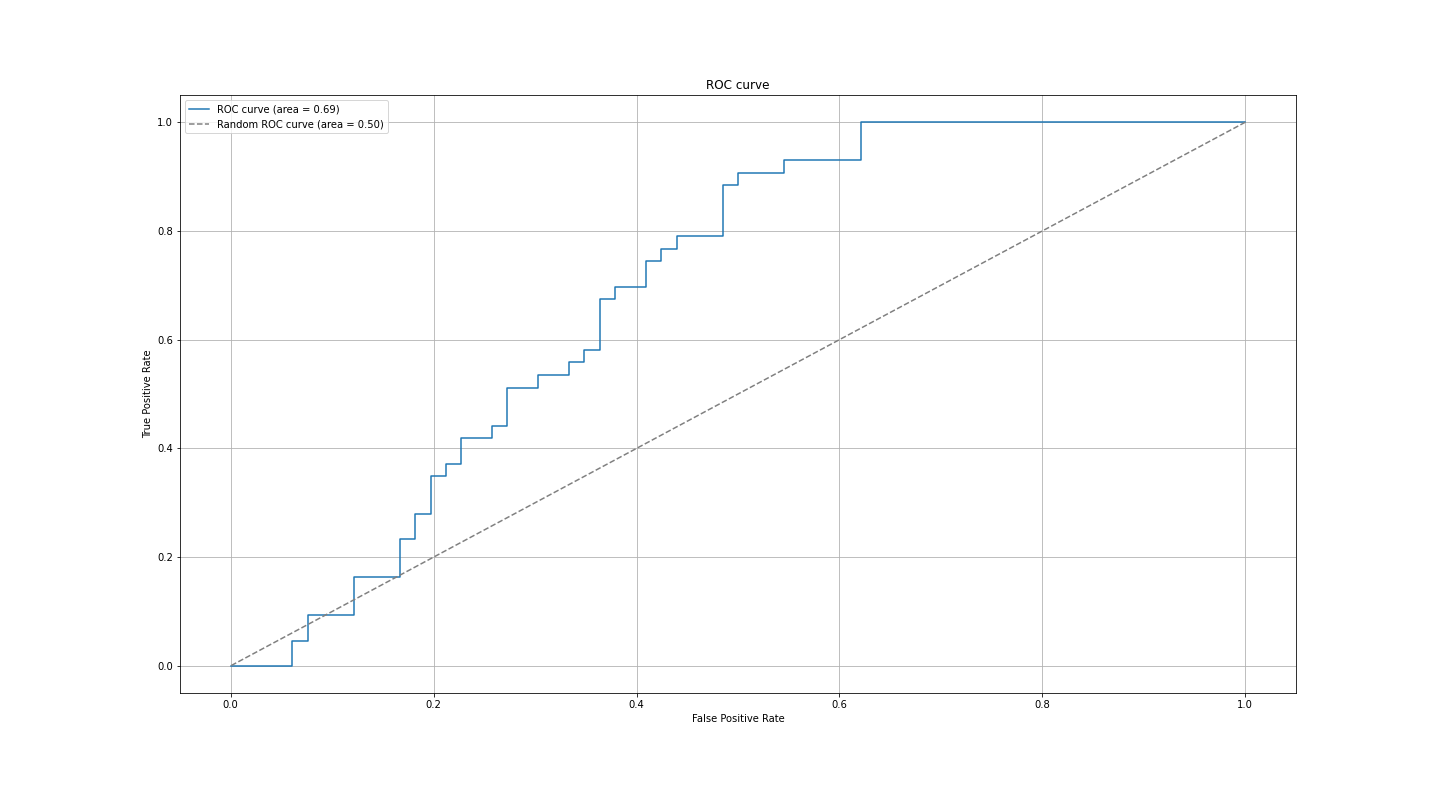 ROC curve
ROC curve (area = 0.69)
Random ROC curve (area = 0.50)
1.0
0.8
0.6
0.4
0.2
0.0
True Positive Rate
0.0 0.2 0.4 0.6 0.8 1.0
False Positive Rate